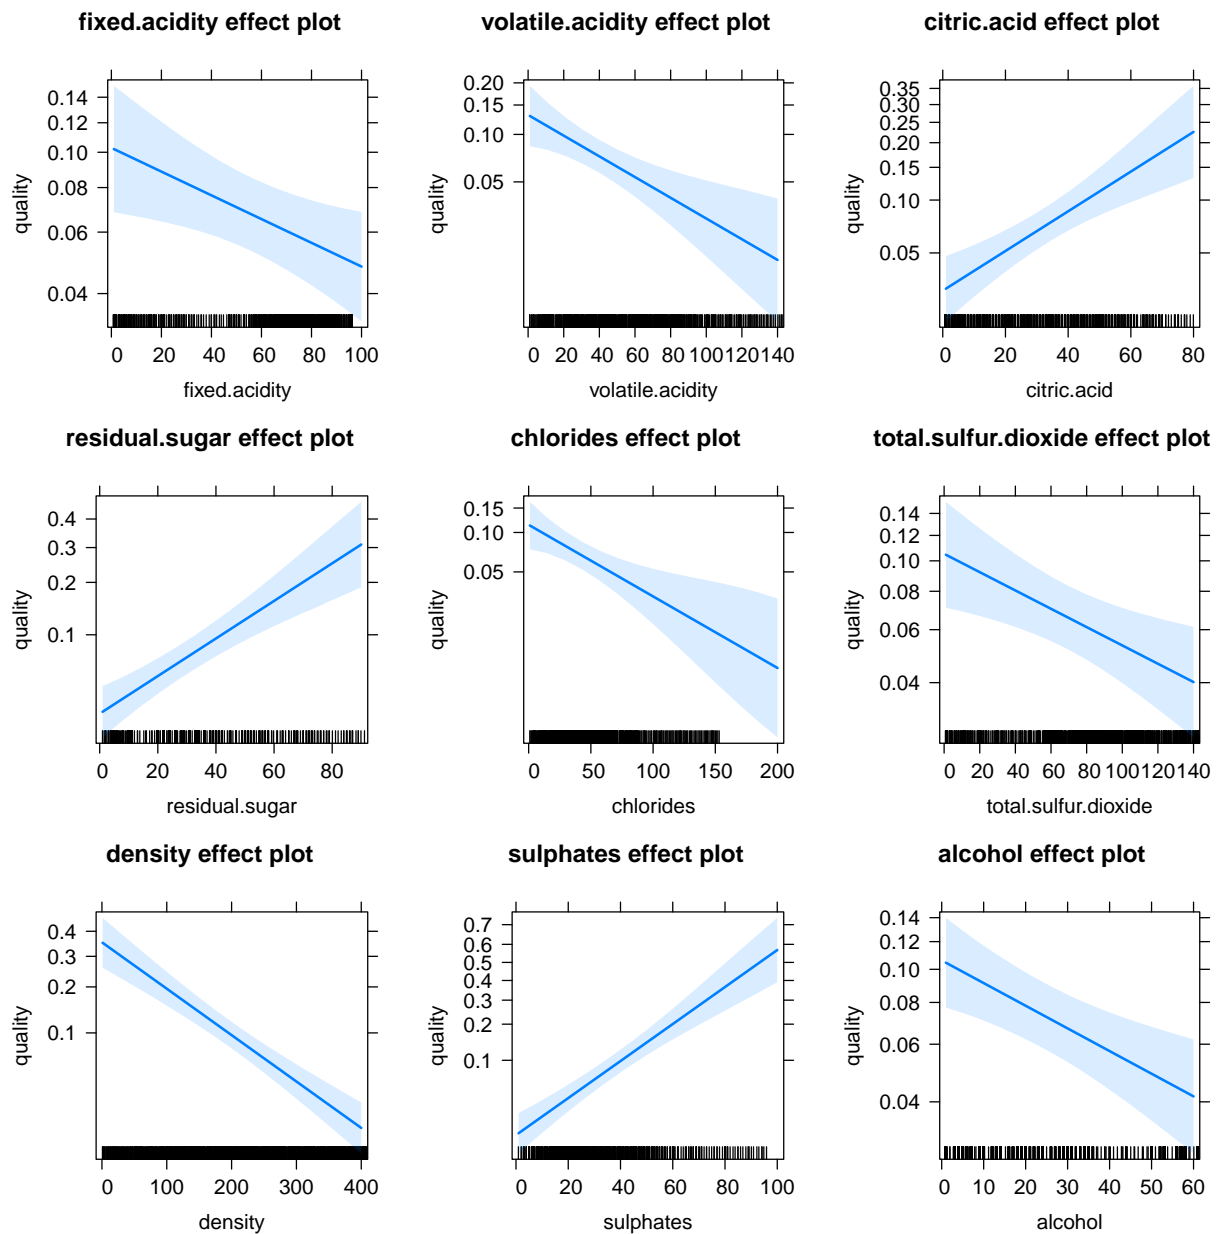 fixed.acidity effect plot
0.14
0.12
0.10
0.08
0.06
0.04
quality
0 20 40 60 80 100
fixed.acidity
volatile.acidity effect plot
0.20
0.15
0.10
0.05
quality
0 20 40 60 80 100 120 140
volatile.acidity
citric.acid effect plot
0.35
0.30
0.25
0.20
0.15
0.10
0.05
quality
0 20 40 60 80
citric.acid
residual.sugar effect plot
0.4
0.3
0.2
0.1
quality
0 20 40 60 80
residual.sugar
chlorides effect plot
0.15
0.10
0.05
quality
0 50 100 150 200
chlorides
total.sulfur.dioxide effect plot
0.14
0.12
0.10
0.08
0.06
0.04
quality
0 20 40 60 80 100 120 140
total.sulfur.dioxide
density effect plot
0.4
0.3
0.2
0.1
quality
0 100 200 300 400
density
sulphates effect plot
0.7
0.6
0.5
0.4
0.3
0.2
0.1
quality
0 20 40 60 80 100
sulphates
alcohol effect plot
0.14
0.12
0.10
0.08
0.06
0.04
quality
0 10 20 30 40 50 60
alcohol